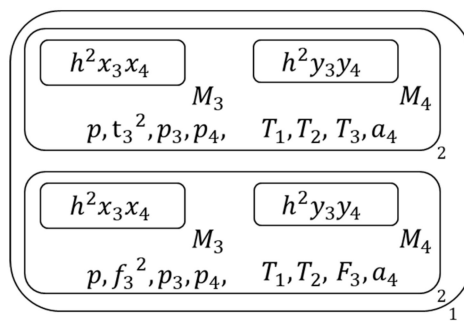 h²x₃x₄ h²y₃y₄
M₃ M₄
p, t₃², p₃, p₄, T₁, T₂, T₃, a₄
2
h²x₃x₄ h²y₃y₄
M₃ M₄
p, f₃², p₃, p₄, T₁, T₂, F₃, a₄
2
1